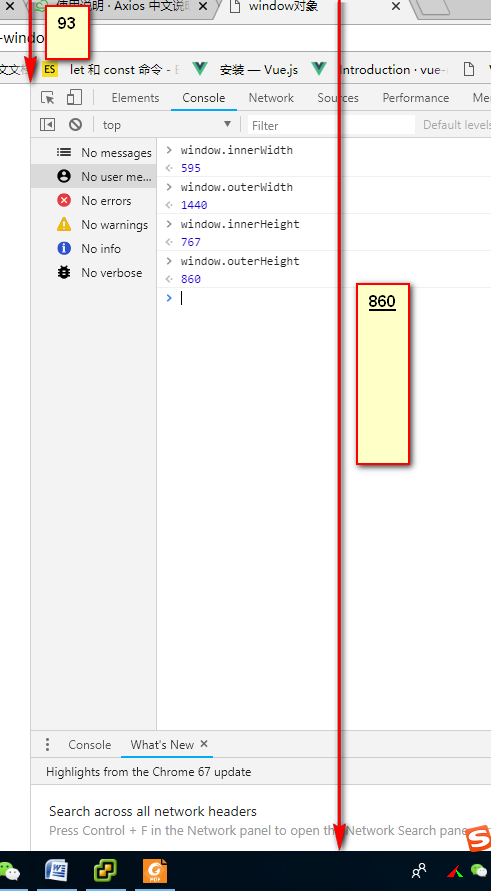 使用说明 · Axios 中文说明
window对象
93
-windo
文文档
ES let 和 const 命令 - E
安装 — Vue.js
Introduction · vue-
Elements Console Network Sources Performance Mem
top
Filter
Default levels
No messages
No user me...
No errors
No warnings
No info
No verbose
> window.innerWidth
595
> window.outerWidth
1440
> window.innerHeight
767
> window.outerHeight
860
>
860
Console What's New
Highlights from the Chrome 67 update
Search across all network headers
Press Control + F in the Network panel to open the Network Search pane
S
W
G
PDF